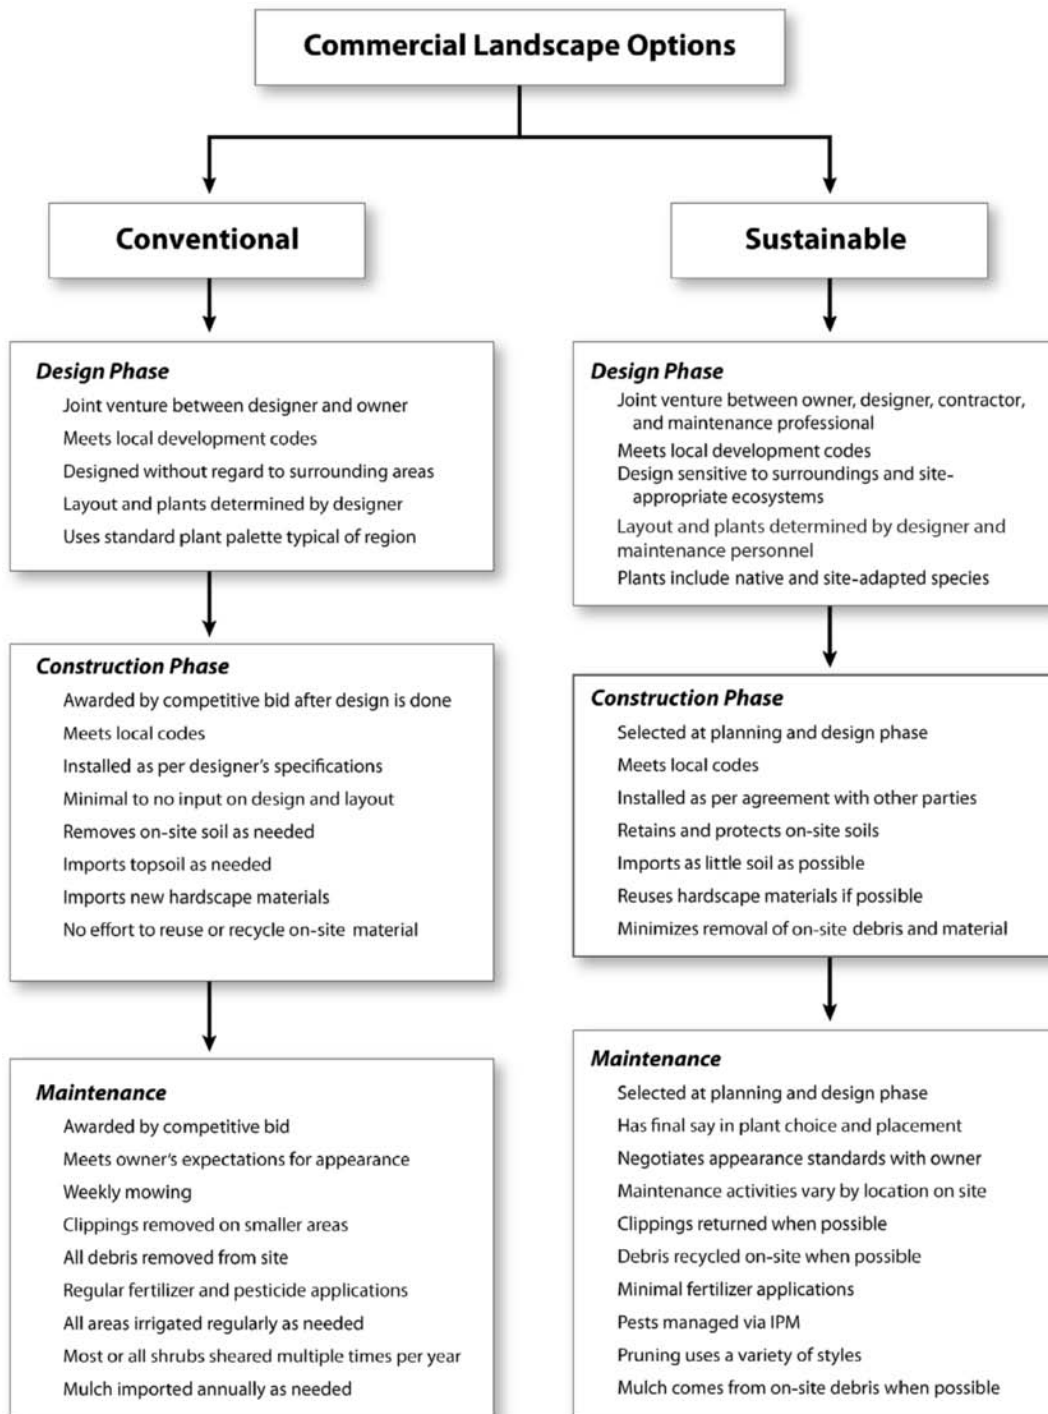 Commercial Landscape Options
Conventional
Design Phase
Joint venture between designer and owner
Meets local development codes
Designed without regard to surrounding areas
Layout and plants determined by designer
Uses standard plant palette typical of region
Construction Phase
Awarded by competitive bid after design is done
Meets local codes
Installed as per designer's specifications
Minimal to no input on design and layout
Removes on-site soil as needed
Imports topsoil as needed
Imports new hardscape materials
No effort to reuse or recycle on-site material
Maintenance
Awarded by competitive bid
Meets owner's expectations for appearance
Weekly mowing
Clippings removed on smaller areas
All debris removed from site
Regular fertilizer and pesticide applications
All areas irrigated regularly as needed
Most or all shrubs sheared multiple times per year
Mulch imported annually as needed
Sustainable
Design Phase
Joint venture between owner, designer, contractor,
and maintenance professional
Meets local development codes
Design sensitive to surroundings and site-
appropriate ecosystems
Layout and plants determined by designer and
maintenance personnel
Plants include native and site-adapted species
Construction Phase
Selected at planning and design phase
Meets local codes
Installed as per agreement with other parties
Retains and protects on-site soils
Imports as little soil as possible
Reuses hardscape materials if possible
Minimizes removal of on-site debris and material
Maintenance
Selected at planning and design phase
Has final say in plant choice and placement
Negotiates appearance standards with owner
Maintenance activities vary by location on site
Clippings returned when possible
Debris recycled on-site when possible
Minimal fertilizer applications
Pests managed via IPM
Pruning uses a variety of styles
Mulch comes from on-site debris when possible